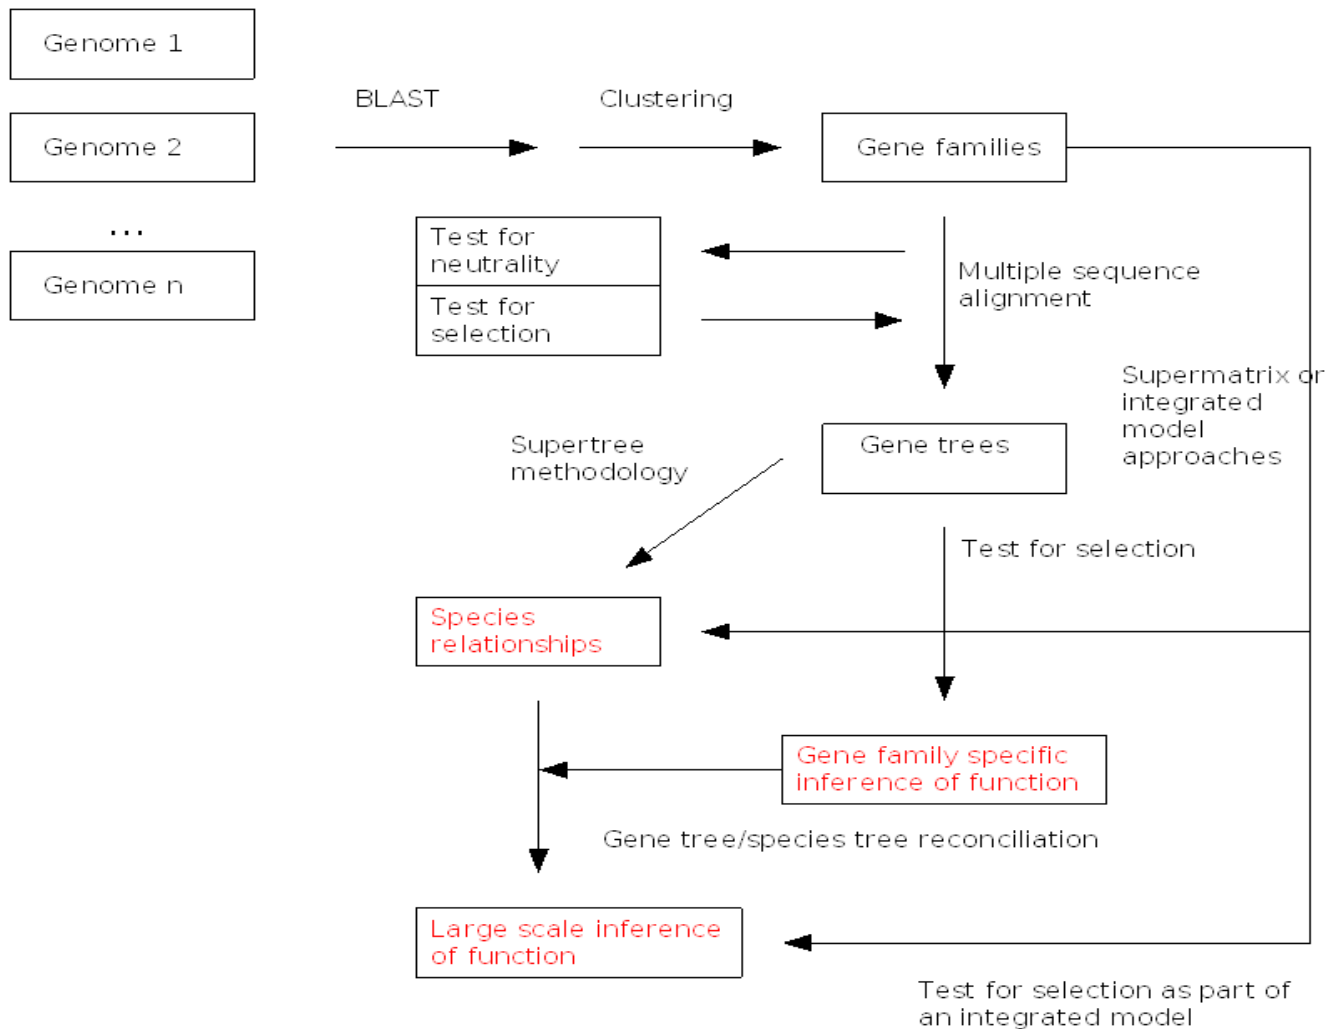 Genome 1
BLAST
Clustering
Genome 2
Gene families
...
Test for
neutrality
Multiple sequence
alignment
Genome n
Test for
selection
Supermatrix or
integrated
model
approaches
Supertree
methodology
Gene trees
Test for selection
Species
relationships
Gene family specific
inference of function
Gene tree/species tree reconciliation
Large scale inference
of function
Test for selection as part of
an integrated model